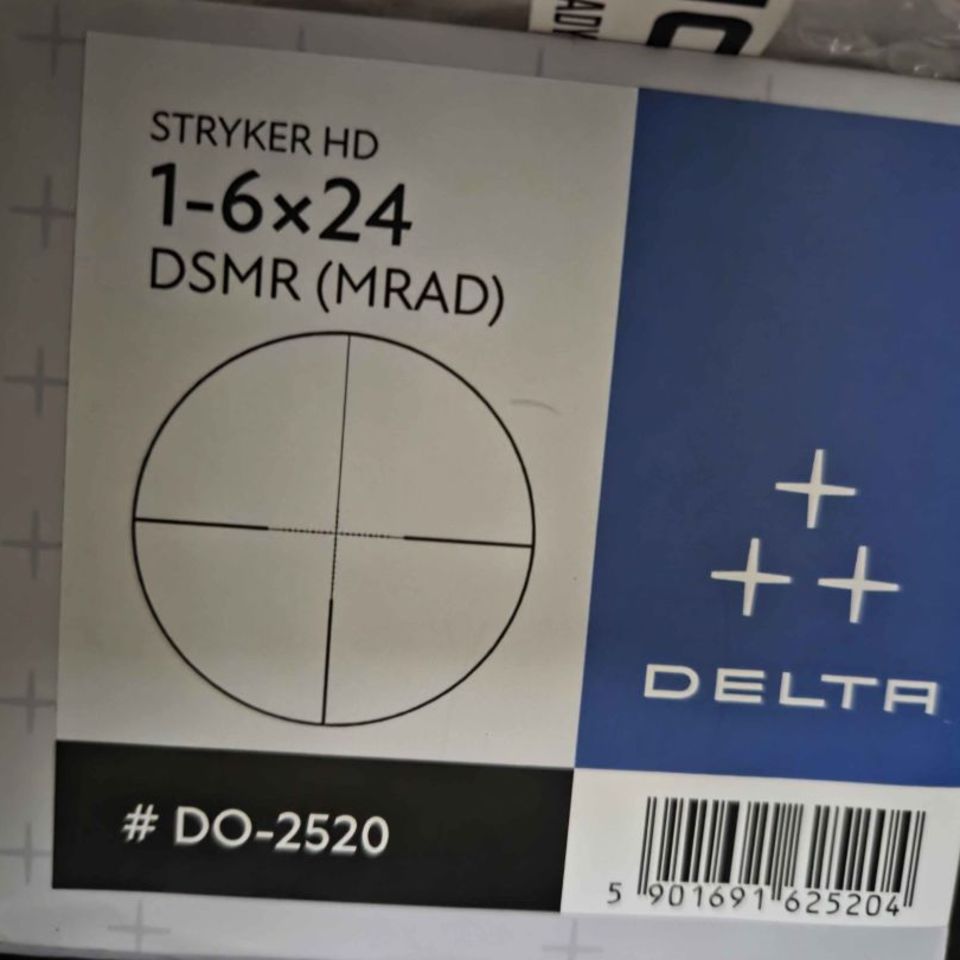 STRYKER HD
1-6×24
DSMR (MRAD)
DELTA
# DO-2520
5 901691 625204